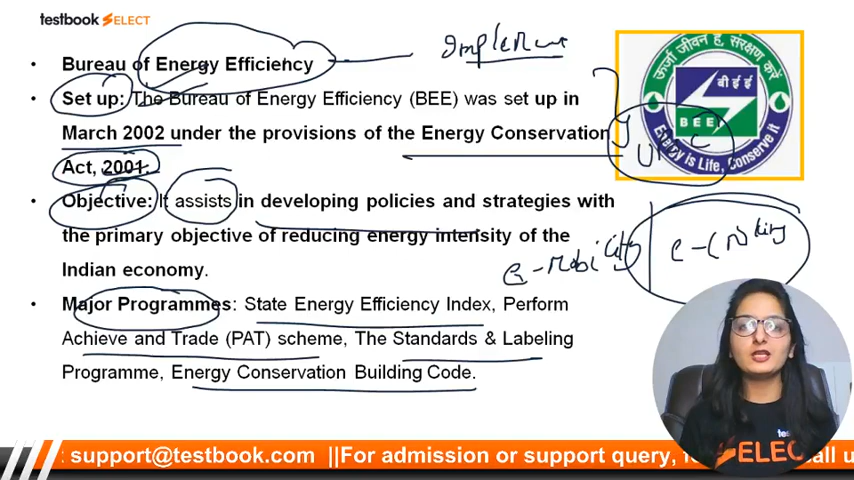 testbook SELECT
• Bureau of Energy Efficiency
Implement
• Set up: The Bureau of Energy Efficiency (BEE) was set up in
March 2002 under the provisions of the Energy Conservation
Act, 2001.
ऊर्जा जीवन है, संरक्षण करें
बी ई ई
BEE
Energy is Life, Conserve it
• Objective: It assists in developing policies and strategies with
the primary objective of reducing energy intensity of the
Indian economy.
e-Mobility
• Major Programmes: State Energy Efficiency Index, Perform
Achieve and Trade (PAT) scheme, The Standards & Labeling
Programme, Energy Conservation Building Code.
SELEC
support@testbook.com ||For admission or support query,